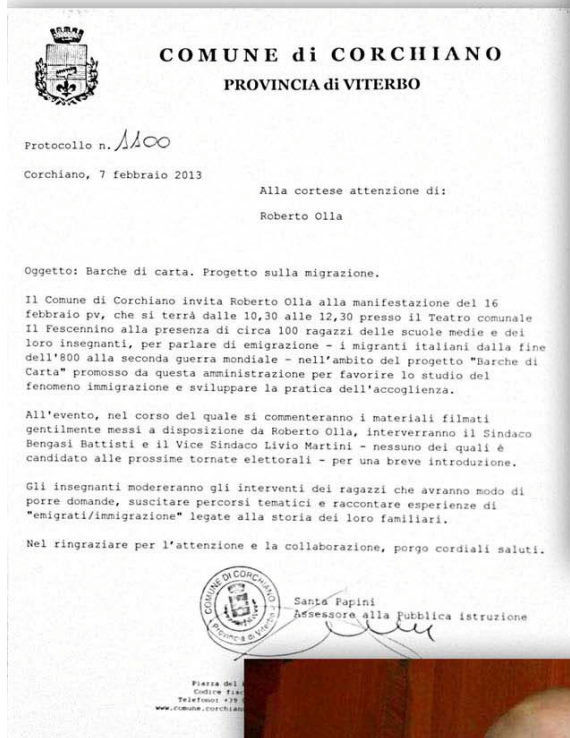 COMUNE di CORCHIANO
PROVINCIA di VITERBO
Protocollo n. 1100
Corchiano, 7 febbraio 2013
Alla cortese attenzione di:
Roberto Olla
Oggetto: Barche di carta. Progetto sulla migrazione.
Il Comune di Corchiano invita Roberto Olla alla manifestazione del 16
febbraio pv, che si terrà dalle 10,30 alle 12,30 presso il Teatro comunale
Il Fescennino alla presenza di circa 100 ragazzi delle scuole medie e dei
loro insegnanti, per parlare di emigrazione - i migranti italiani dalla fine
dell'800 alla seconda guerra mondiale - nell'ambito del progetto "Barche di
Carta" promosso da questa amministrazione per favorire lo studio del
fenomeno immigrazione e sviluppare la pratica dell'accoglienza.
All'evento, nel corso del quale si commenteranno i materiali filmati
gentilmente messi a disposizione da Roberto Olla, interverranno il Sindaco
Bengasi Battisti e il Vice Sindaco Livio Martini - nessuno dei quali è
candidato alle prossime tornate elettorali - per una breve introduzione.
Gli insegnanti modereranno gli interventi dei ragazzi che avranno modo di
porre domande, suscitare percorsi tematici e raccontare esperienze di
"emigrati/immigrazione" legate alla storia dei loro familiari.
Nel ringraziare per l'attenzione e la collaborazione, porgo cordiali saluti.
COMUNE DI CORCHIANO
Provincia di Viterbo
Santa Papini
Assessore alla Pubblica istruzione
Piazza del
Codice
Telefono: +39
www.comune.corchian